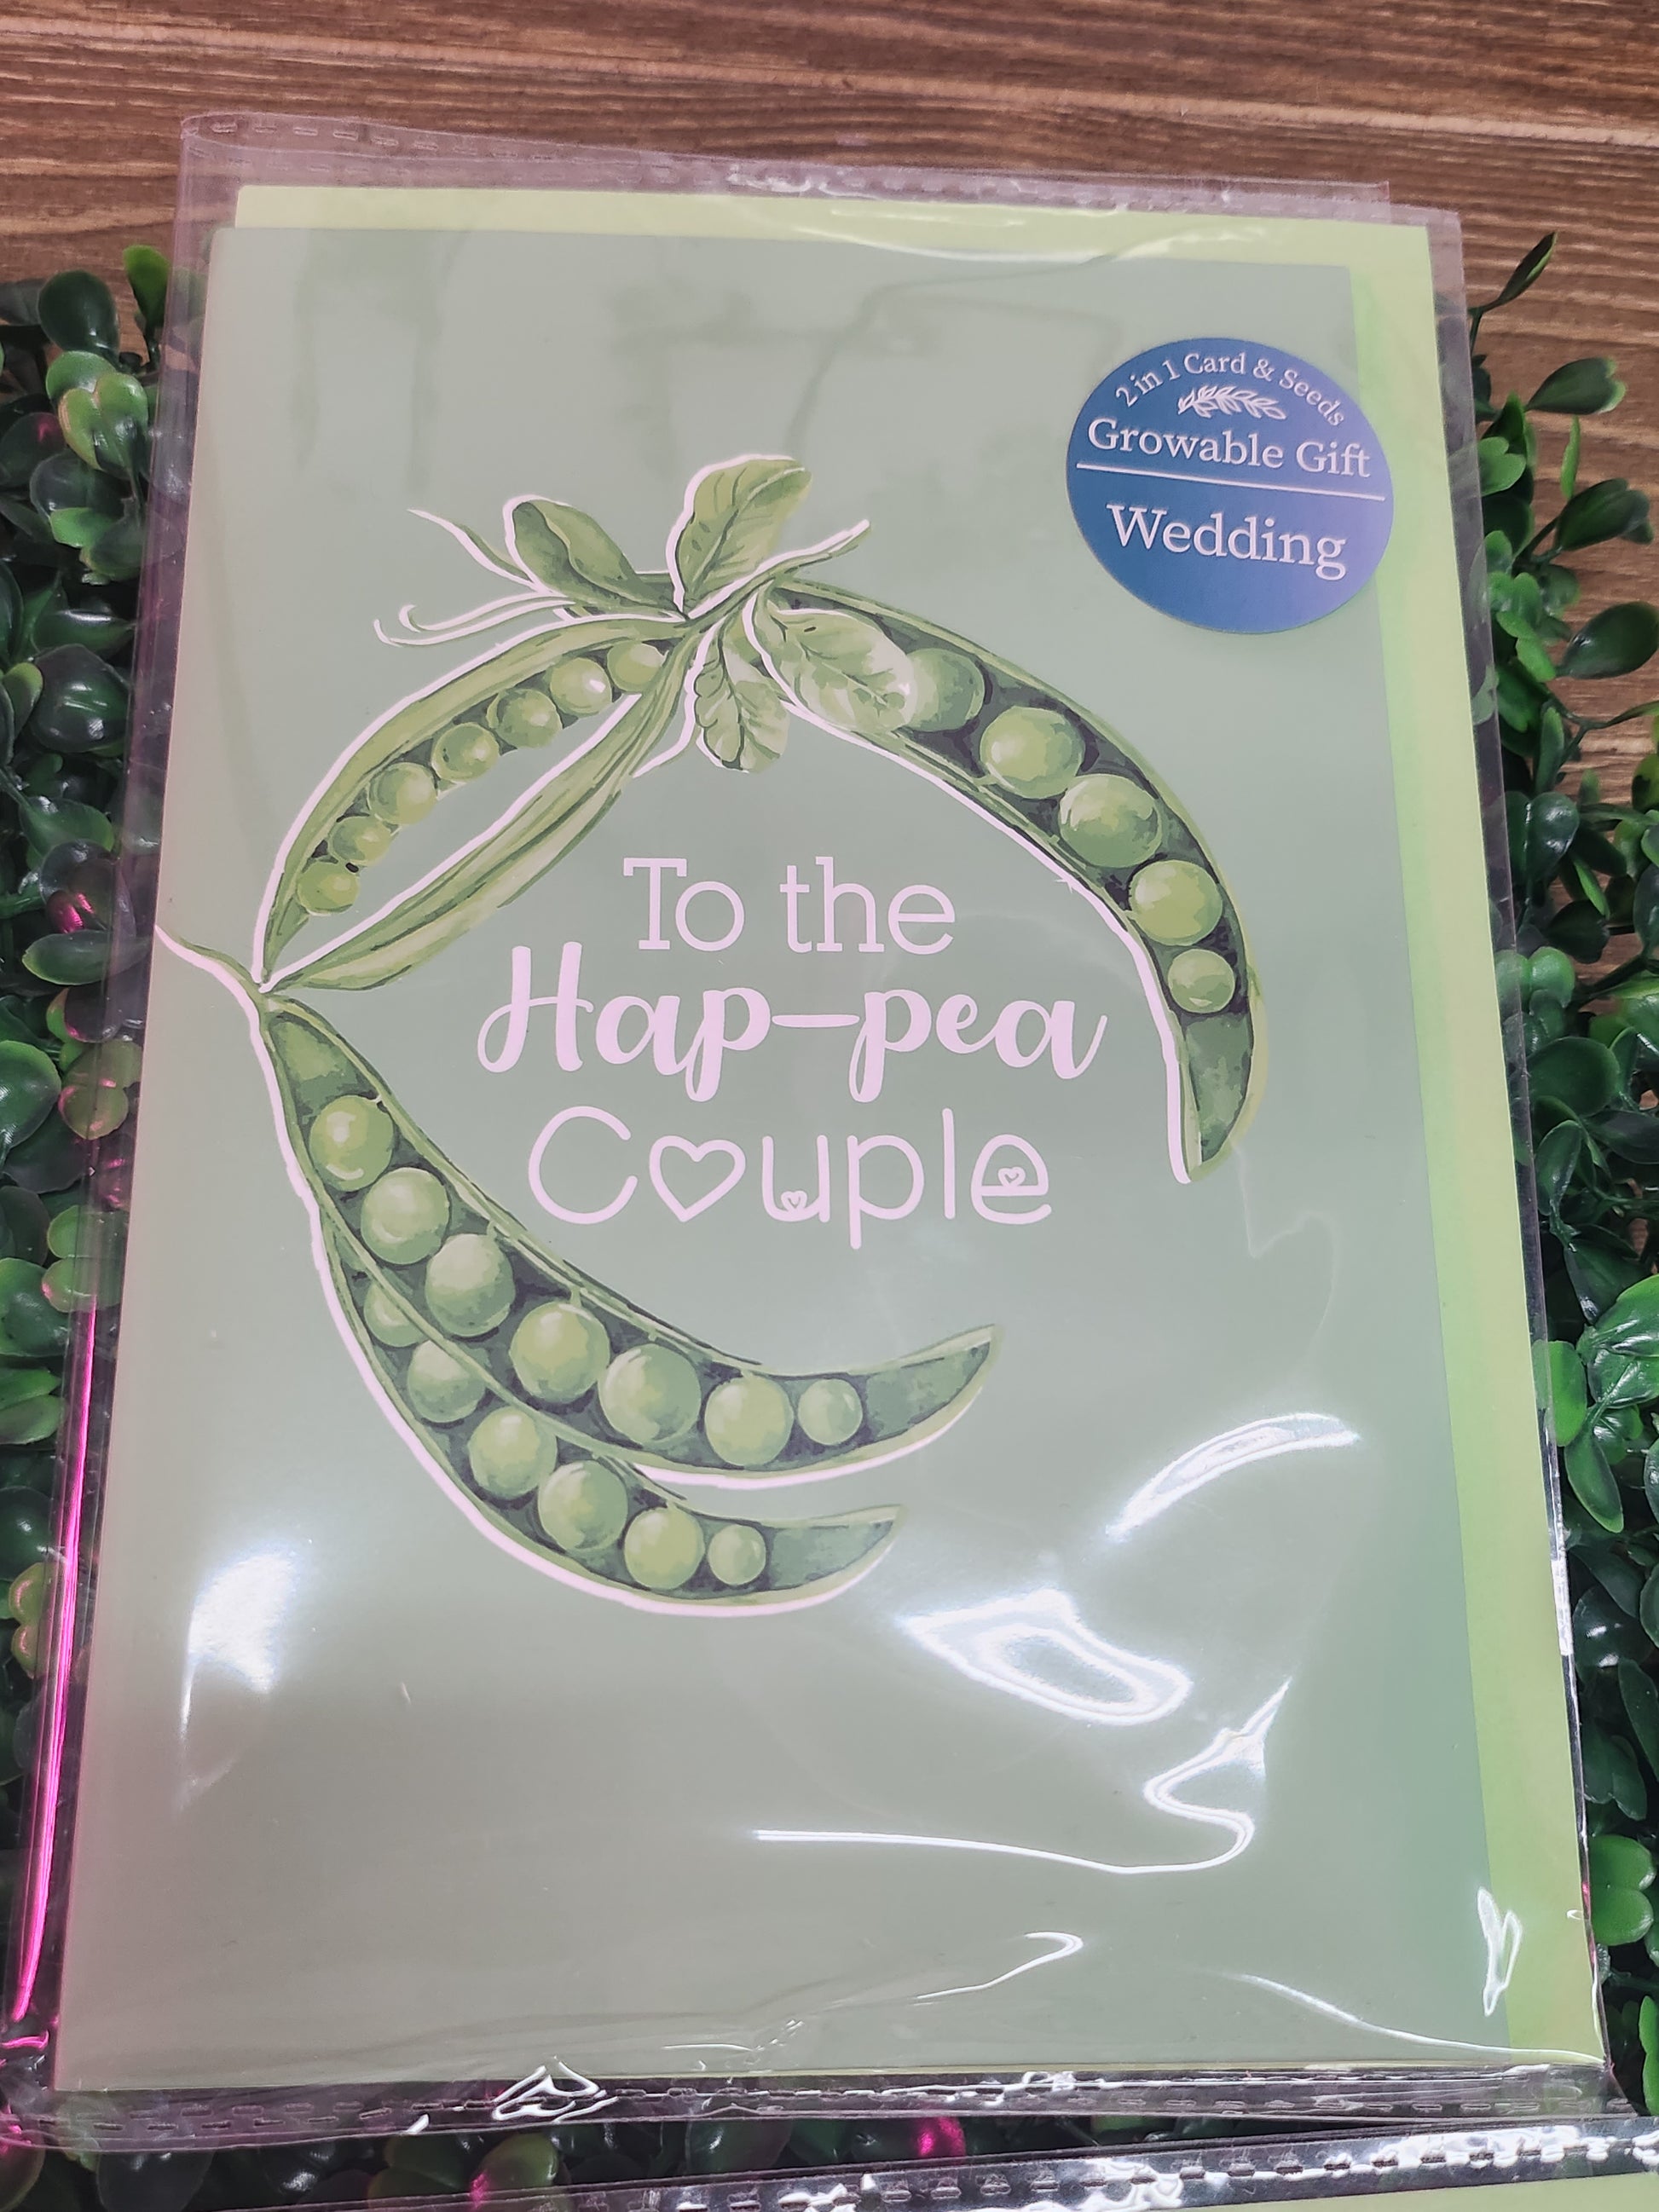 2 in 1 Card & Seeds
Growable Gift
Wedding
To the
Hap-pea
Couple